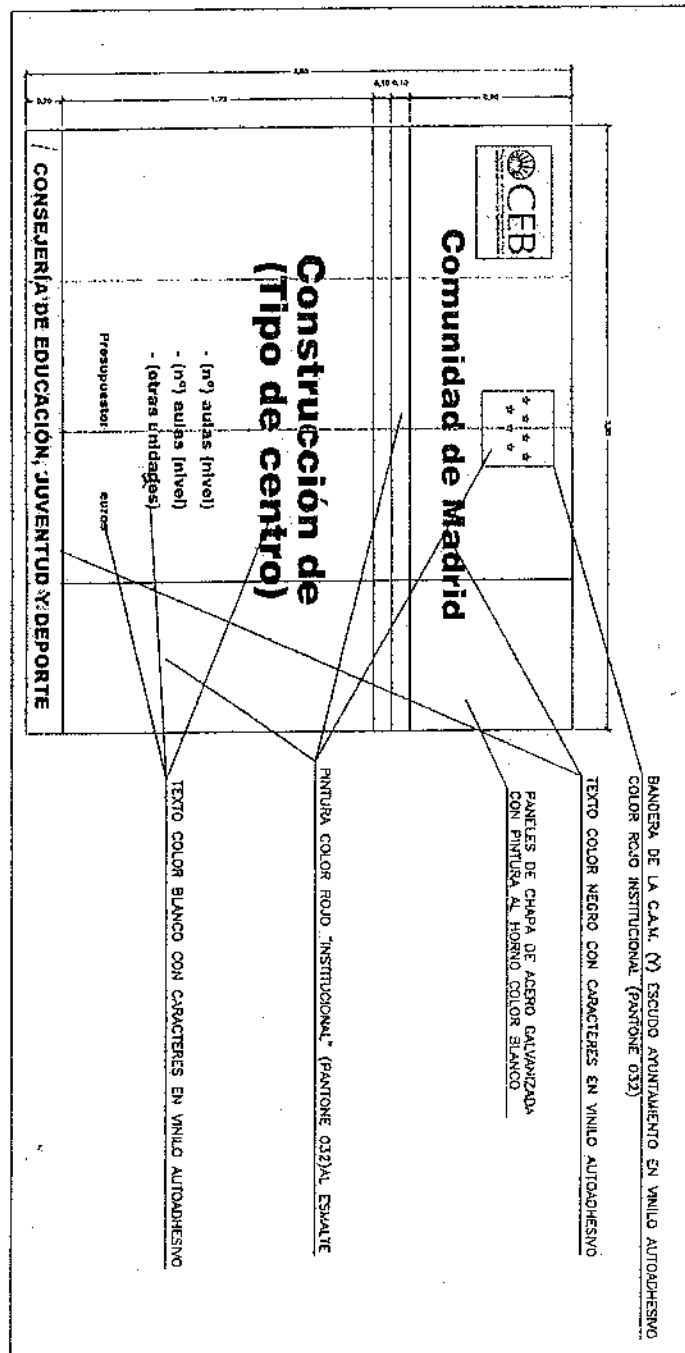 CEB
Comunidad de Madrid
Construcción de
(Tipo de centro)
- (nº) aulas (nivel)
- (nº) aulas (nivel)
- (otras unidades)
Presupuesto: euros
CONSEJERÍA DE EDUCACIÓN, JUVENTUD Y DEPORTE
BANDERA DE LA C.A.M. (Y) ESCUDO AYUNTAMIENTO EN VINILO AUTOADHESIVO
COLOR ROJO INSTITUCIONAL (PANTONE 032)
TEXTO COLOR NEGRO CON CARACTERES EN VINILO AUTOADHESIVO
PANELES DE CHAPA DE ACERO GALVANIZADA
CON PINTURA AL HORNO COLOR BLANCO
PINTURA COLOR ROJO "INSTITUCIONAL" (PANTONE 032)AL ESMALTE
TEXTO COLOR BLANCO CON CARACTERES EN VINILO AUTOADHESIVO